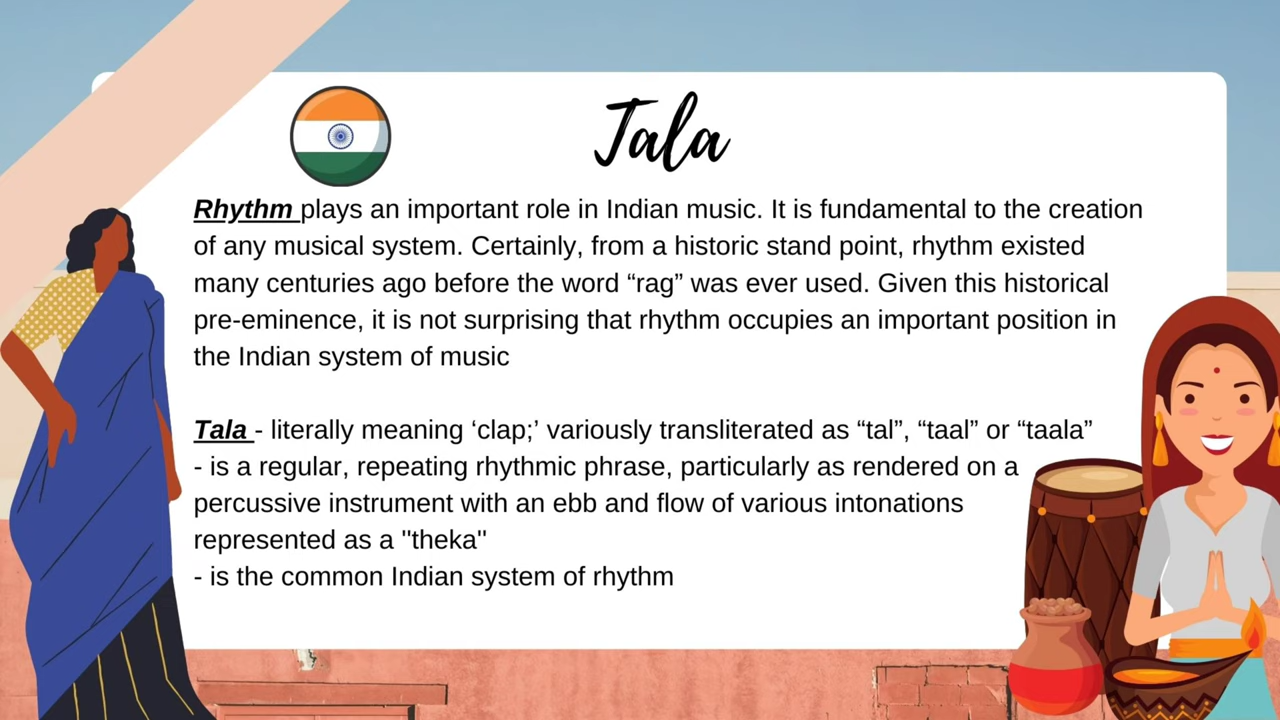 Tala
Rhythm plays an important role in Indian music. It is fundamental to the creation
of any musical system. Certainly, from a historic stand point, rhythm existed
many centuries ago before the word “rag” was ever used. Given this historical
pre-eminence, it is not surprising that rhythm occupies an important position in
the Indian system of music
Tala - literally meaning ‘clap;’ variously transliterated as “tal”, “taal” or “taala”
- is a regular, repeating rhythmic phrase, particularly as rendered on a
percussive instrument with an ebb and flow of various intonations
represented as a "theka"
- is the common Indian system of rhythm